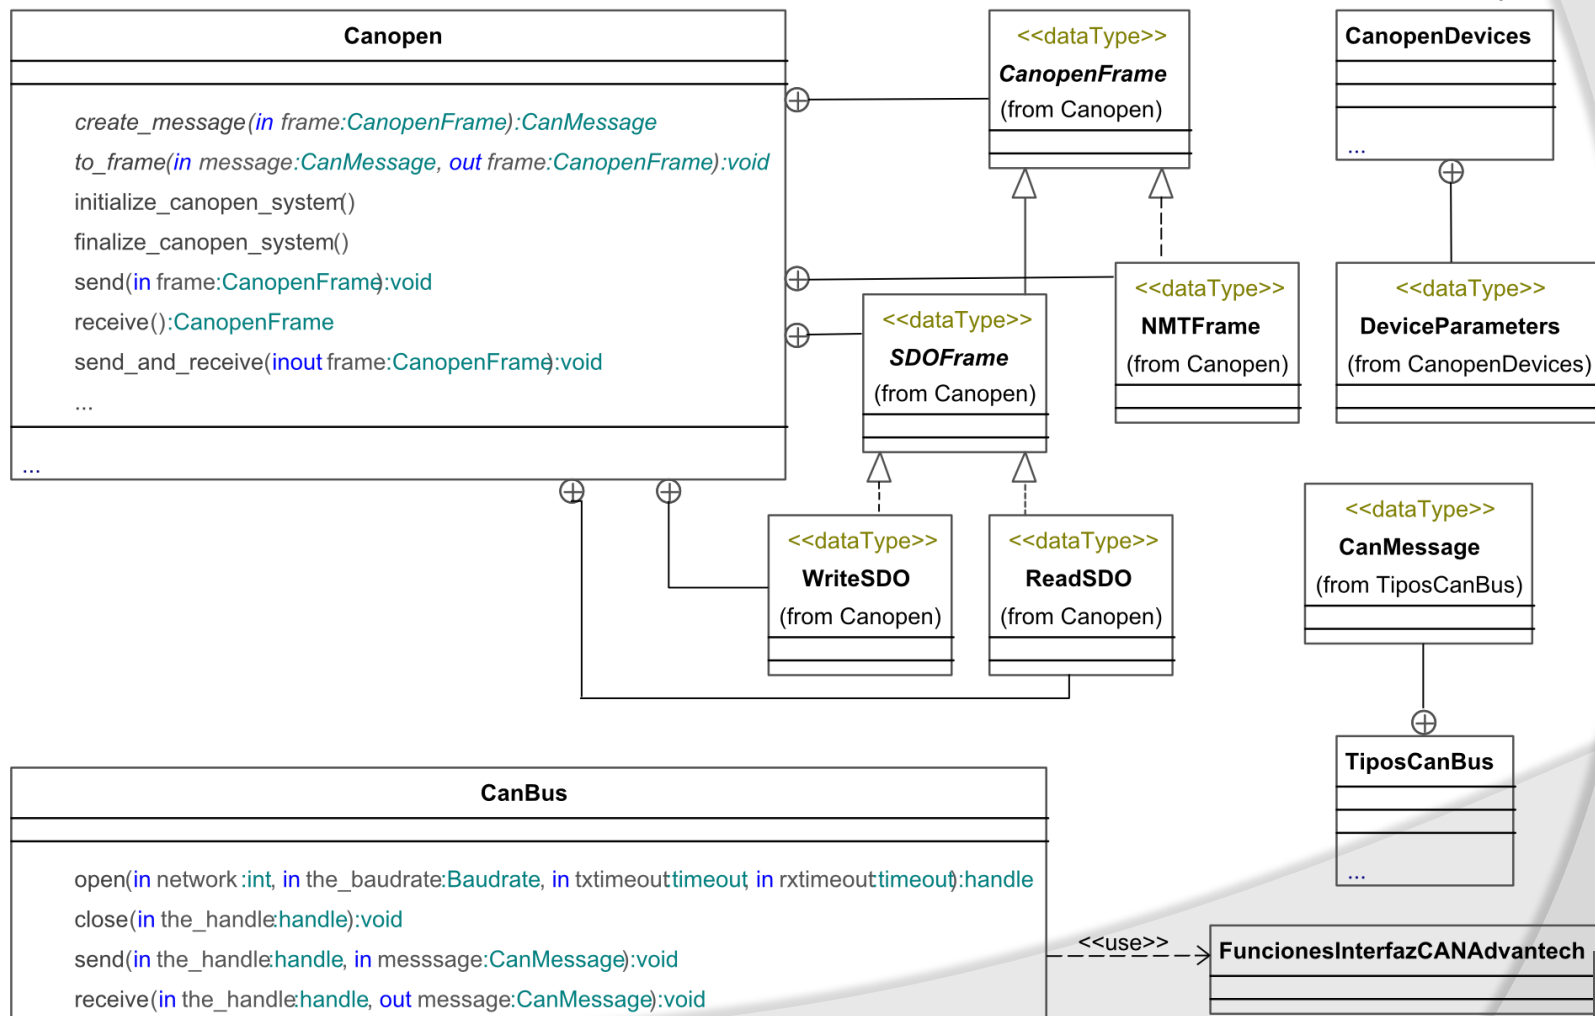 Canopen
create_message(in frame:CanopenFrame):CanMessage
to_frame(in message:CanMessage, out frame:CanopenFrame):void
initialize_canopen_system()
finalize_canopen_system()
send(in frame:CanopenFrame):void
receive():CanopenFrame
send_and_receive(inout frame:CanopenFrame):void
...
...
<<dataType>>
CanopenFrame
(from Canopen)
CanopenDevices
...
<<dataType>>
SDOFrame
(from Canopen)
<<dataType>>
NMTFrame
(from Canopen)
<<dataType>>
DeviceParameters
(from CanopenDevices)
<<dataType>>
WriteSDO
(from Canopen)
<<dataType>>
ReadSDO
(from Canopen)
<<dataType>>
CanMessage
(from TiposCanBus)
TiposCanBus
...
CanBus
open(in network:int, in the_baudrate:Baudrate, in txtimeout:timeout, in rxtimeout:timeout):handle
close(in the_handle:handle):void
send(in the_handle:handle, in messsage:CanMessage):void
receive(in the_handle:handle, out message:CanMessage):void
<<use>>
FuncionesInterfazCANAdvantech